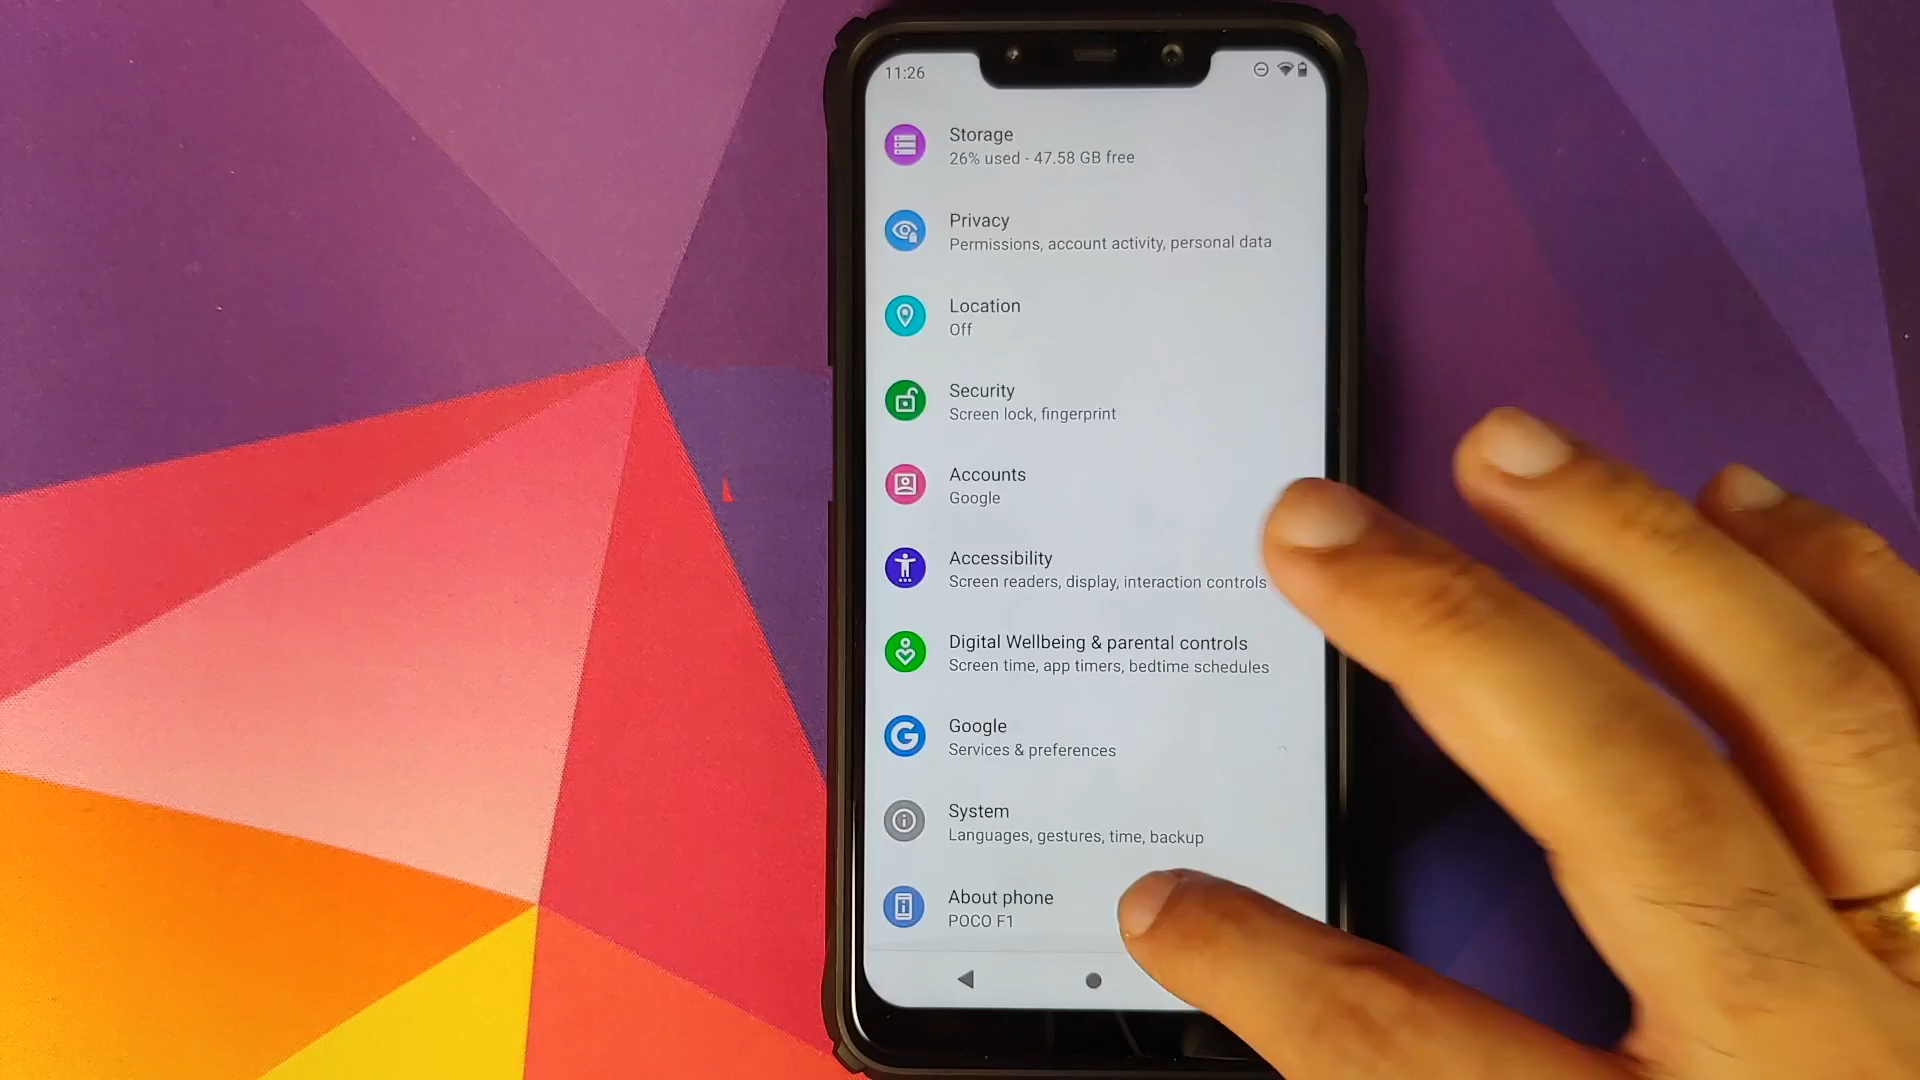 11:26
Storage
26% used - 47.58 GB free
Privacy
Permissions, account activity, personal data
Location
Off
Security
Screen lock, fingerprint
Accounts
Google
Accessibility
Screen readers, display, interaction controls
Digital Wellbeing & parental controls
Screen time, app timers, bedtime schedules
Google
Services & preferences
System
Languages, gestures, time, backup
About phone
POCO F1